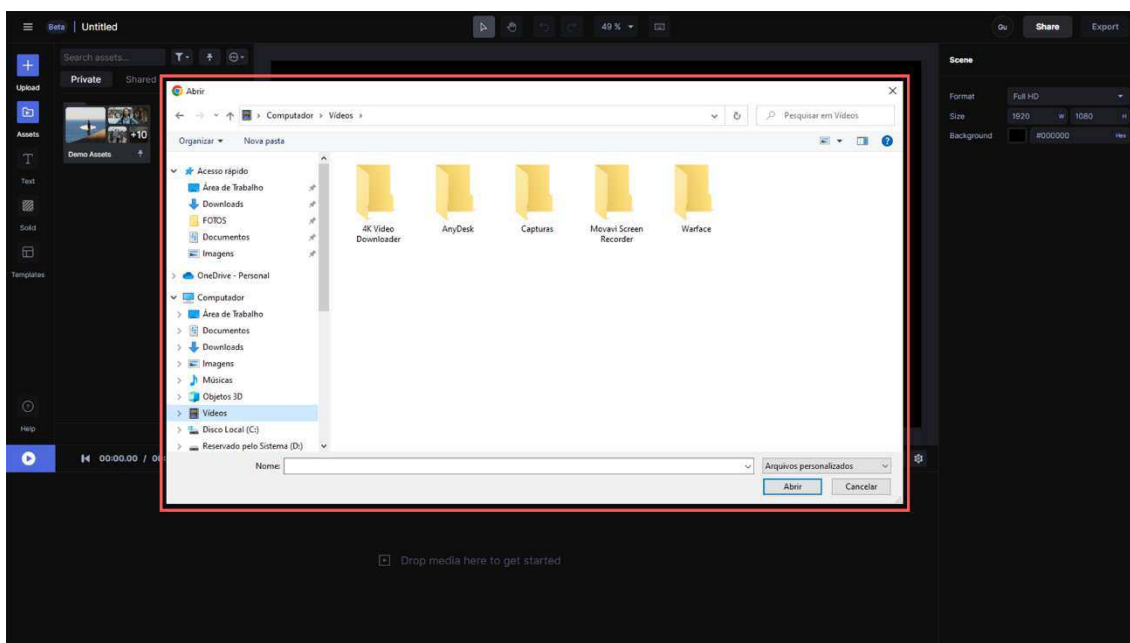 Beta Untitled
49 %
Gu Share Export
Upload
Assets
Text
Solid
Templates
Help
Search assets...
Private Shared
+10
Demo Assets
Scene
Format Full HD
Size 1920 W 1080 H
Background #000000 Hex
Abrir
Computador > Vídeos >
Pesquisar em Vídeos
Organizar Nova pasta
Acesso rápido
Área de Trabalho
Downloads
FOTOS
Documentos
Imagens
OneDrive - Personal
Computador
Área de Trabalho
Documentos
Downloads
Imagens
Músicas
Objetos 3D
Vídeos
Disco Local (C:)
Reservado pelo Sistema (D:)
4K Video
Downloader
AnyDesk
Capturas
Movavi Screen
Recorder
Warface
Nome:
Arquivos personalizados
Abrir Cancelar
00:00.00 /
Drop media here to get started